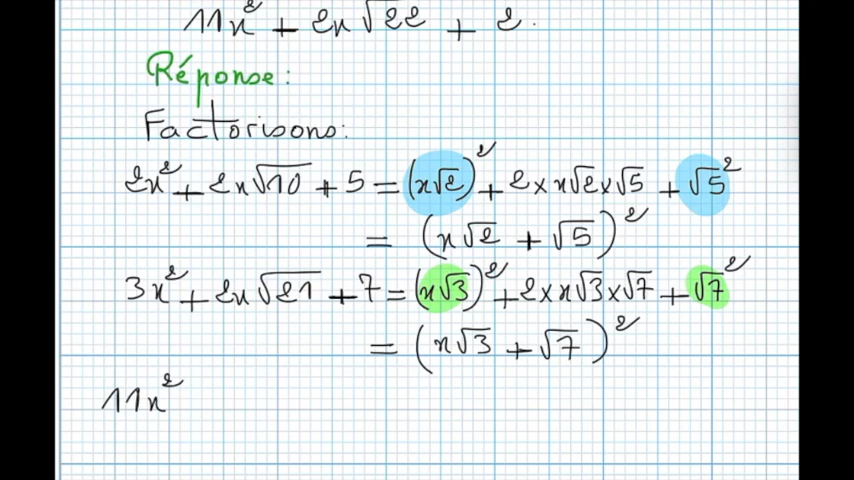 11x² + 2x√22 + 2.
Réponse:
Factorisons:
2x² + 2x√10 + 5 = (x√2)² + 2 × x√2 × √5 + √5²
= (x√2 + √5)²
3x² + 2x√21 + 7 = (x√3)² + 2 × x√3 × √7 + √7²
= (x√3 + √7)²
11x²